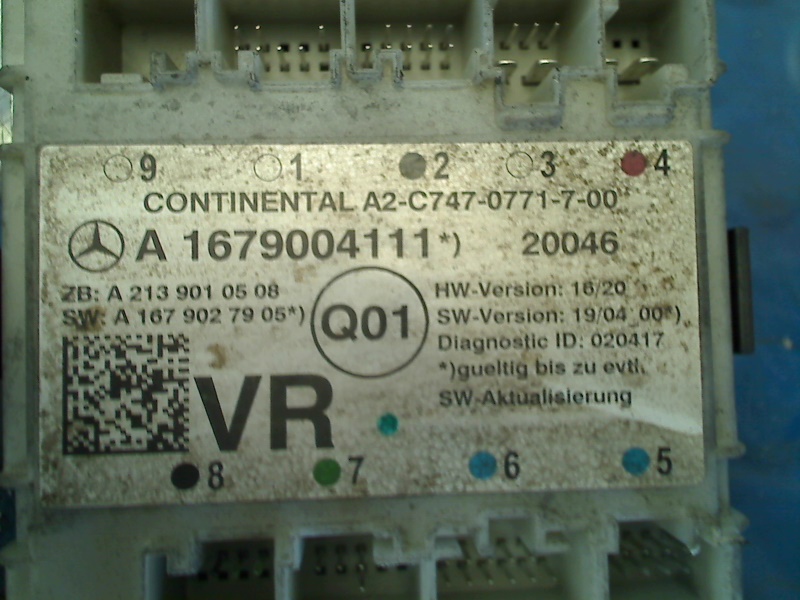 9 1 2 3 4
CONTINENTAL A2-C747-0771-7-00
A 1679004111*) 20046
ZB: A 213 901 05 08
SW: A 167 902 79 05*)
Q01
HW-Version: 16/20
SW-Version: 19/04 00*)
Diagnostic ID: 020417
*)gueltig bis zu evtl.
SW-Aktualisierung
VR
8 7 6 5